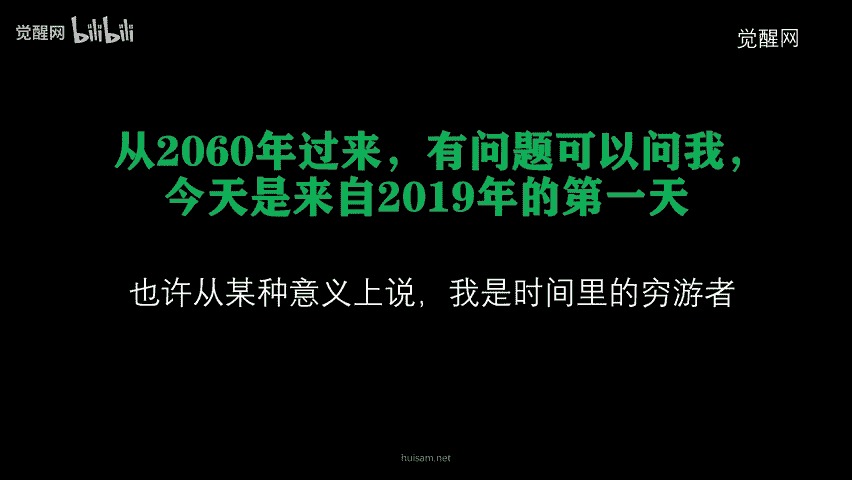 觉醒网 bilibili
觉醒网
从2060年过来，有问题可以问我，
今天是来自2019年的第一天
也许从某种意义上说，我是时间里的穷游者
huisam.net